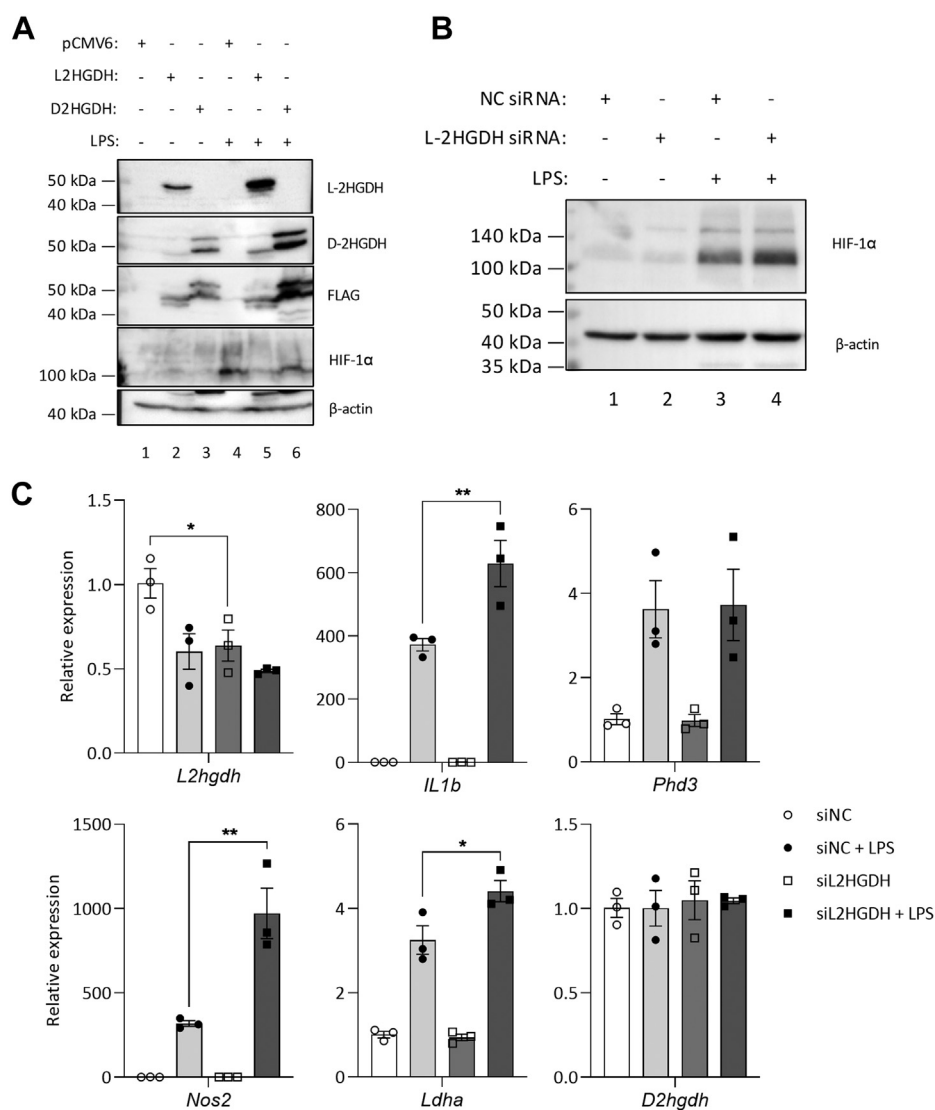 A
pCMV6: + - - + - -
L2HGDH: - + - - + -
D2HGDH: - - + - - +
LPS: - - - + + +
50 kDa
40 kDa
L-2HGDH
50 kDa
D-2HGDH
50 kDa
40 kDa
FLAG
100 kDa
HIF-1α
40 kDa
β-actin
1 2 3 4 5 6
B
NC siRNA: + - + -
L-2HGDH siRNA: - + - +
LPS: - - + +
140 kDa
100 kDa
HIF-1α
50 kDa
40 kDa
35 kDa
β-actin
1 2 3 4
C
Relative expression
1.5
1.0
0.5
0.0
*
L2hgdh
800
600
400
200
0
**
IL1b
6
4
2
0
Phd3
Relative expression
1500
1000
500
0
**
Nos2
6
4
2
0
*
Ldha
1.5
1.0
0.5
0.0
D2hgdh
siNC
siNC + LPS
siL2HGDH
siL2HGDH + LPS